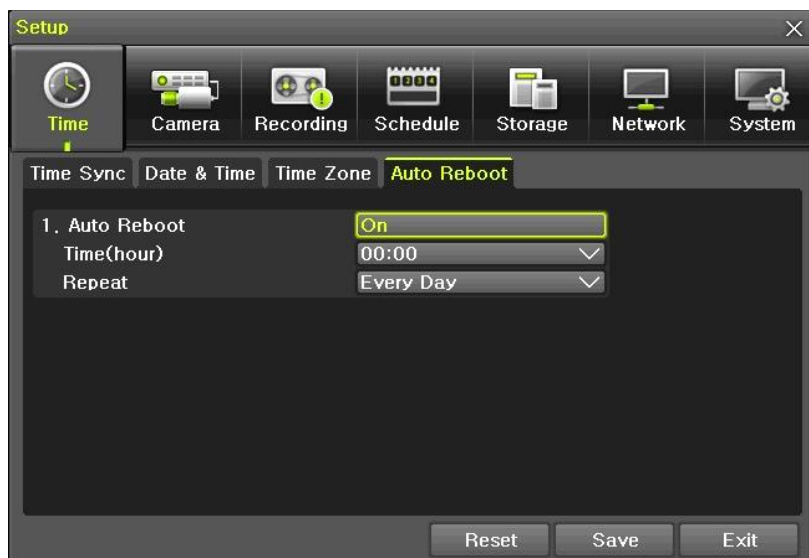 Setup
Time Camera Recording Schedule Storage Network System
Time Sync Date & Time Time Zone Auto Reboot
1. Auto Reboot On
Time(hour) 00:00
Repeat Every Day
Reset Save Exit